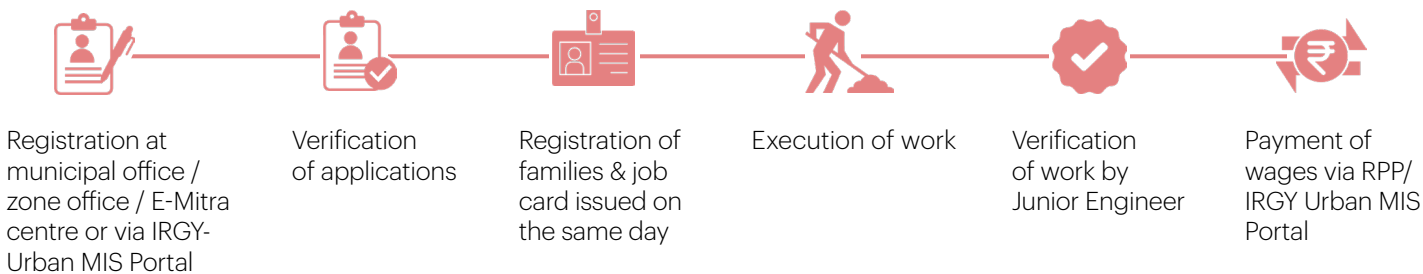 Registration at
municipal office /
zone office / E-Mitra
centre or via IRGY-
Urban MIS Portal
Verification
of applications
Registration of
families & job
card issued on
the same day
Execution of work
Verification
of work by
Junior Engineer
Payment of
wages via RPP/
IRGY Urban MIS
Portal